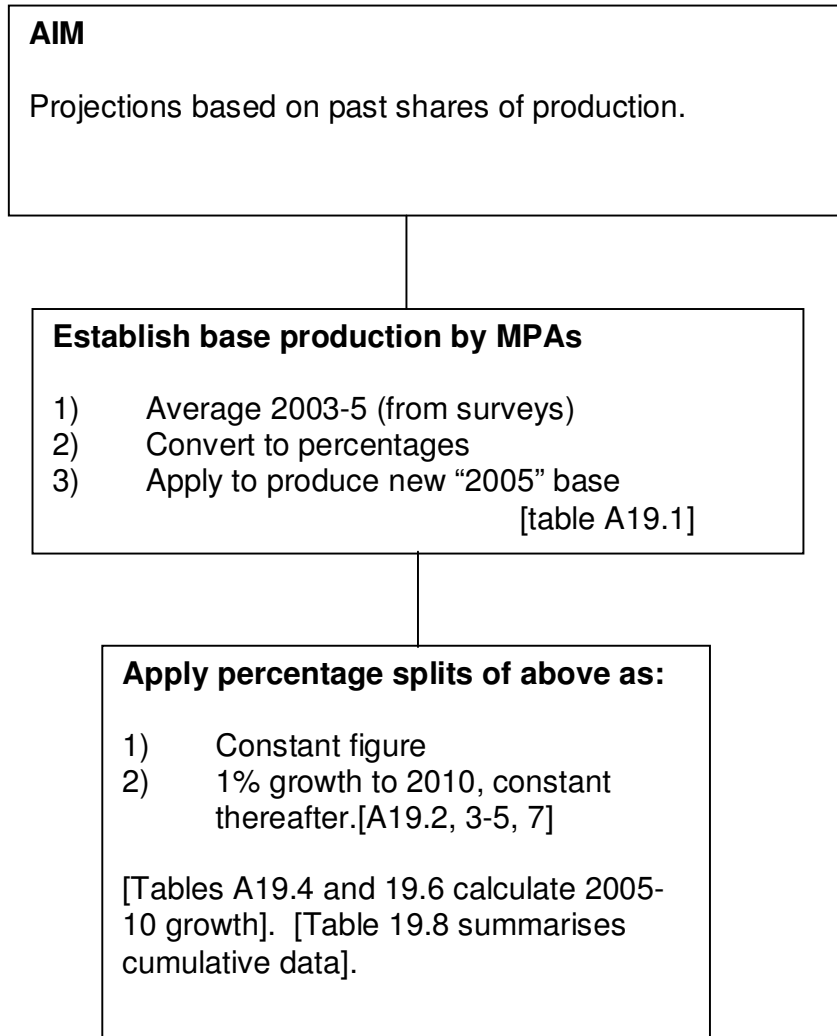 AIM
Projections based on past shares of production.
Establish base production by MPAs
1) Average 2003-5 (from surveys)
2) Convert to percentages
3) Apply to produce new “2005” base
[table A19.1]
Apply percentage splits of above as:
1) Constant figure
2) 1% growth to 2010, constant
thereafter.[A19.2, 3-5, 7]
[Tables A19.4 and 19.6 calculate 2005-
10 growth]. [Table 19.8 summarises
cumulative data].